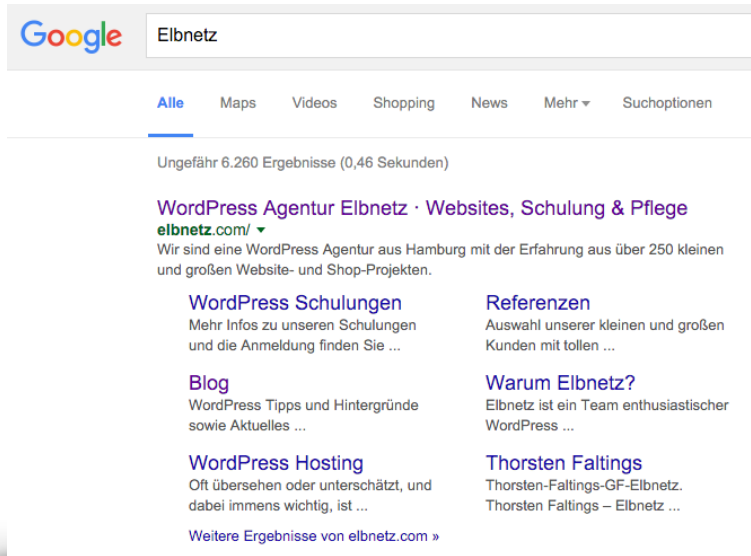 Google
Elbnetz
Alle Maps Videos Shopping News Mehr Suchoptionen
Ungefähr 6.260 Ergebnisse (0,46 Sekunden)
WordPress Agentur Elbnetz · Websites, Schulung & Pflege
elbnetz.com/
Wir sind eine WordPress Agentur aus Hamburg mit der Erfahrung aus über 250 kleinen
und großen Website- und Shop-Projekten.
WordPress Schulungen
Mehr Infos zu unseren Schulungen
und die Anmeldung finden Sie ...
Referenzen
Auswahl unserer kleinen und großen
Kunden mit tollen ...
Blog
WordPress Tipps und Hintergründe
sowie Aktuelles ...
Warum Elbnetz?
Elbnetz ist ein Team enthusiastischer
WordPress ...
WordPress Hosting
Oft übersehen oder unterschätzt, und
dabei immens wichtig, ist ...
Thorsten Faltings
Thorsten-Faltings-GF-Elbnetz.
Thorsten Faltings – Elbnetz ...
Weitere Ergebnisse von elbnetz.com »